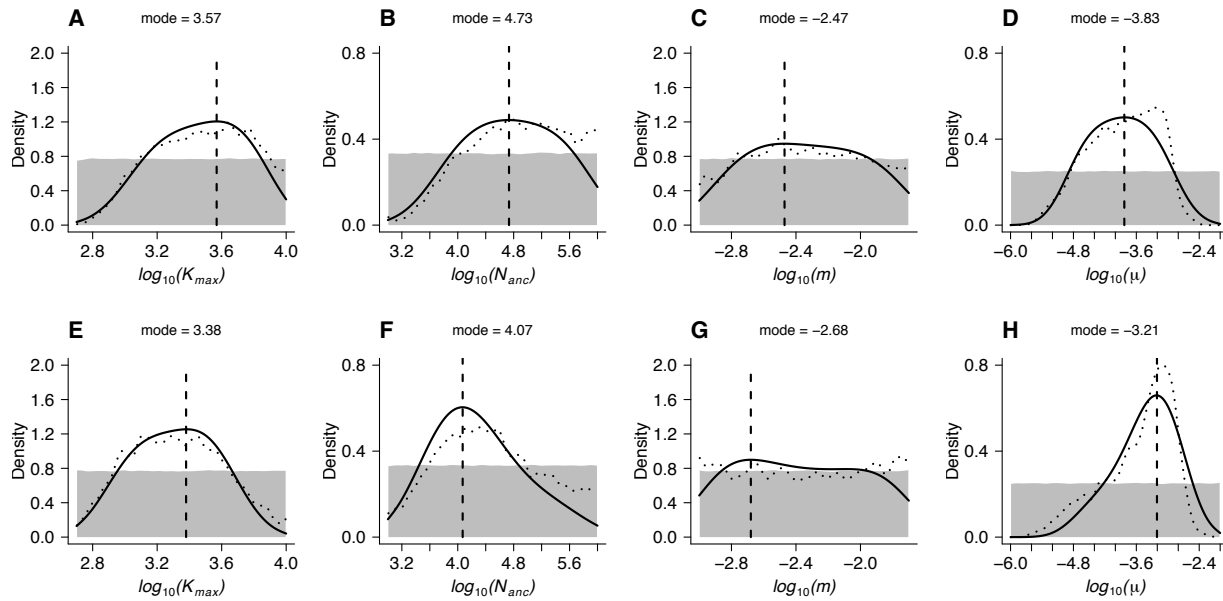 A mode = 3.57
Density
2.0
1.6
1.2
0.8
0.4
0.0
2.8 3.2 3.6 4.0
log10(Kmax)
B mode = 4.73
Density
0.8
0.4
0.0
3.2 4.0 4.8 5.6
log10(Nanc)
C mode = −2.47
Density
2.0
1.6
1.2
0.8
0.4
0.0
−2.8 −2.4 −2.0
log10(m)
D mode = −3.83
Density
0.8
0.4
0.0
−6.0 −4.8 −3.6 −2.4
log10(μ)
E mode = 3.38
Density
2.0
1.6
1.2
0.8
0.4
0.0
2.8 3.2 3.6 4.0
log10(Kmax)
F mode = 4.07
Density
0.8
0.4
0.0
3.2 4.0 4.8 5.6
log10(Nanc)
G mode = −2.68
Density
2.0
1.6
1.2
0.8
0.4
0.0
−2.8 −2.4 −2.0
log10(m)
H mode = −3.21
Density
0.8
0.4
0.0
−6.0 −4.8 −3.6 −2.4
log10(μ)